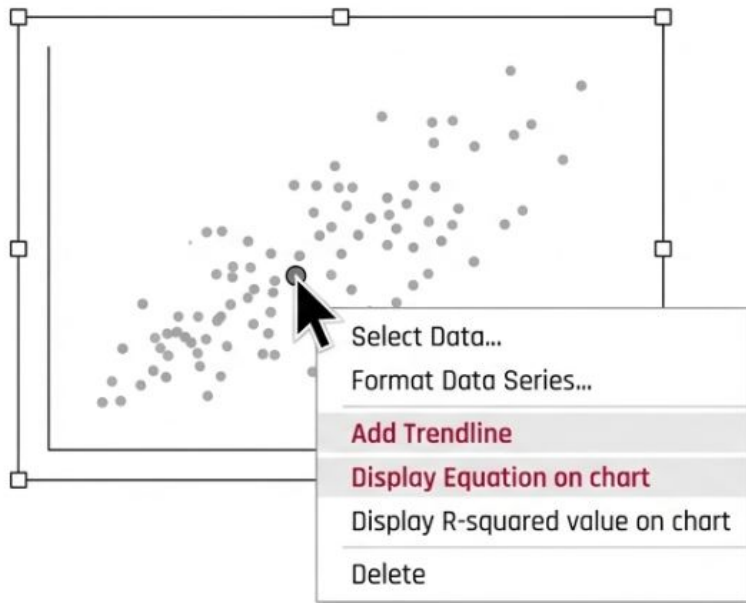 Select Data...
Format Data Series...
Add Trendline
Display Equation on chart
Display R-squared value on chart
Delete